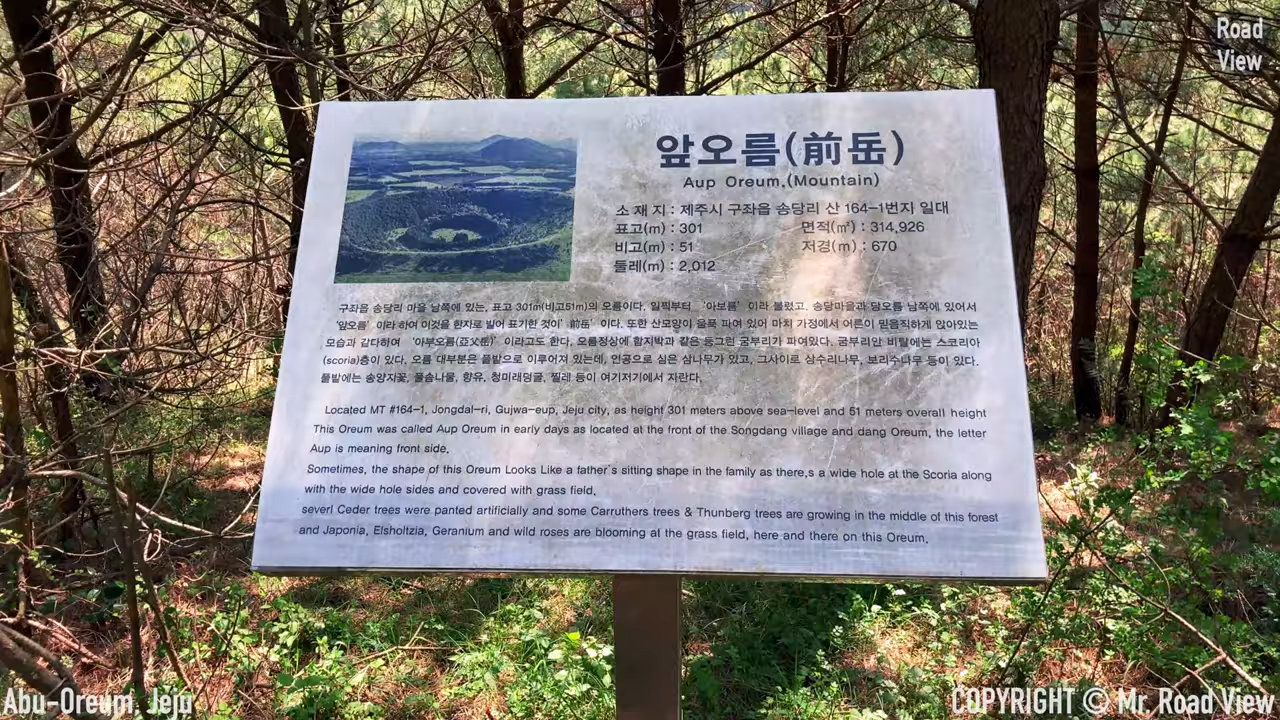 Road
View
앞오름(前岳)
Aup Oreum.(Mountain)
소 재 지 : 제주시 구좌읍 송당리 산 164-1번지 일대
표고(m) : 301 면적(㎡) : 314,926
비고(m) : 51 저경(m) : 670
둘레(m) : 2,012
구좌읍 송당리 마을 남쪽에 있는, 표고 301m(비고51m)의 오름이다. 일찍부터 '아보름' 이라 불렸고. 송당마을과 당오름 남쪽에 있어서
'앞오름' 이라 하여 이것을 한자로 빌어 표기한 것이 '前岳' 이다. 또한 산모양이 움푹 파여 있어 마치 가정에서 어른이 믿음직하게 앉아있는
모습과 같다하여 '아부오름(亞父岳)' 이라고도 한다. 오름정상에 함지박과 같은 둥그런 굼부리가 파여있다. 굼부리안 비탈에는 스코리아
(scoria)층이 있다. 오름 대부분은 풀밭으로 이루어져 있는데, 인공으로 심은 삼나무가 있고, 그사이로 상수리나무, 보리수나무 등이 있다.
풀밭에는 송양자꽃, 풀솜나물, 향유, 청미래덩굴, 찔레 등이 여기저기에서 자란다.
Located MT #164-1, Jongdal-ri, Gujwa-eup, Jeju city, as height 301 meters above sea-level and 51 meters overall height
This Oreum was called Aup Oreum in early days as located at the front of the Songdang village and dang Oreum, the letter
Aup is meaning front side.
Sometimes, the shape of this Oreum Looks Like a father's sitting shape in the family as there,s a wide hole at the Scoria along
with the wide hole sides and covered with grass field.
severl Ceder trees were panted artificially and some Carruthers trees & Thunberg trees are growing in the middle of this forest
and Japonia, Elsholtzia, Geranium and wild roses are blooming at the grass field, here and there on this Oreum.
Abu-Oreum, Jeju
COPYRIGHT © Mr. Road View